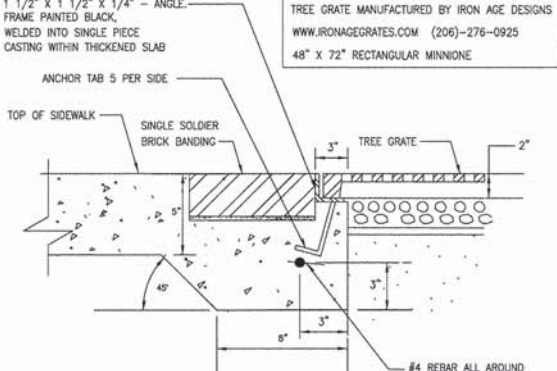 1 1/2" X 1 1/2" X 1/4" - ANGLE.
FRAME PAINTED BLACK,
WELDED INTO SINGLE PIECE
CASTING WITHIN THICKENED SLAB
TREE GRATE MANUFACTURED BY IRON AGE DESIGNS
WWW.IRONAGEGRATES.COM (206)-276-0925
48" X 72" RECTANGULAR MINNIONE
ANCHOR TAB 5 PER SIDE
TOP OF SIDEWALK
SINGLE SOLDIER
BRICK BANDING
3"
TREE GRATE
2"
5"
45°
3"
3"
8"
#4 REBAR ALL AROUND